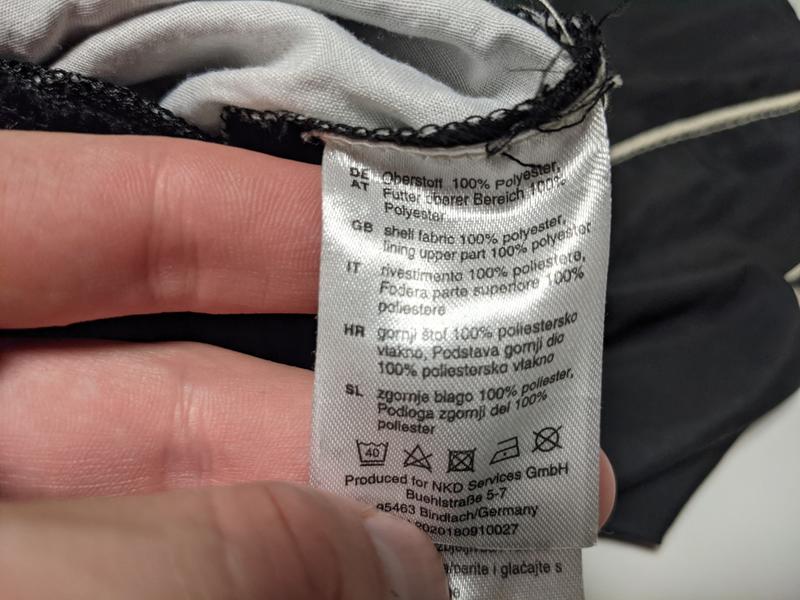 DE Oberstoff 100% Polyester,
AT Futter oberer Bereich 100%
Polyester
GB shell fabric 100% polyester,
lining upper part 100% polyester
IT rivestimento 100% poliestere,
Fodera parte superiore 100%
poliestere
HR gornji štof 100% poliestersko
vlakno, Podstava gornji dio
100% poliestersko vlakno
SL zgornje blago 100% poliester,
Podloga zgornji del 100%
poliester
40
Produced for NKD Services GmbH
Buehlstraße 5-7
95463 Bindlach/Germany
2020180910027
i glačajte s